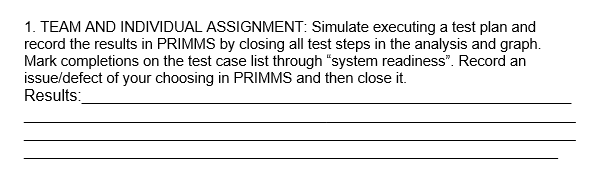 1. TEAM AND INDIVIDUAL ASSIGNMENT: Simulate executing a test plan and
record the results in PRIMMS by closing all test steps in the analysis and graph.
Mark completions on the test case list through “system readiness”. Record an
issue/defect of your choosing in PRIMMS and then close it.
Results: